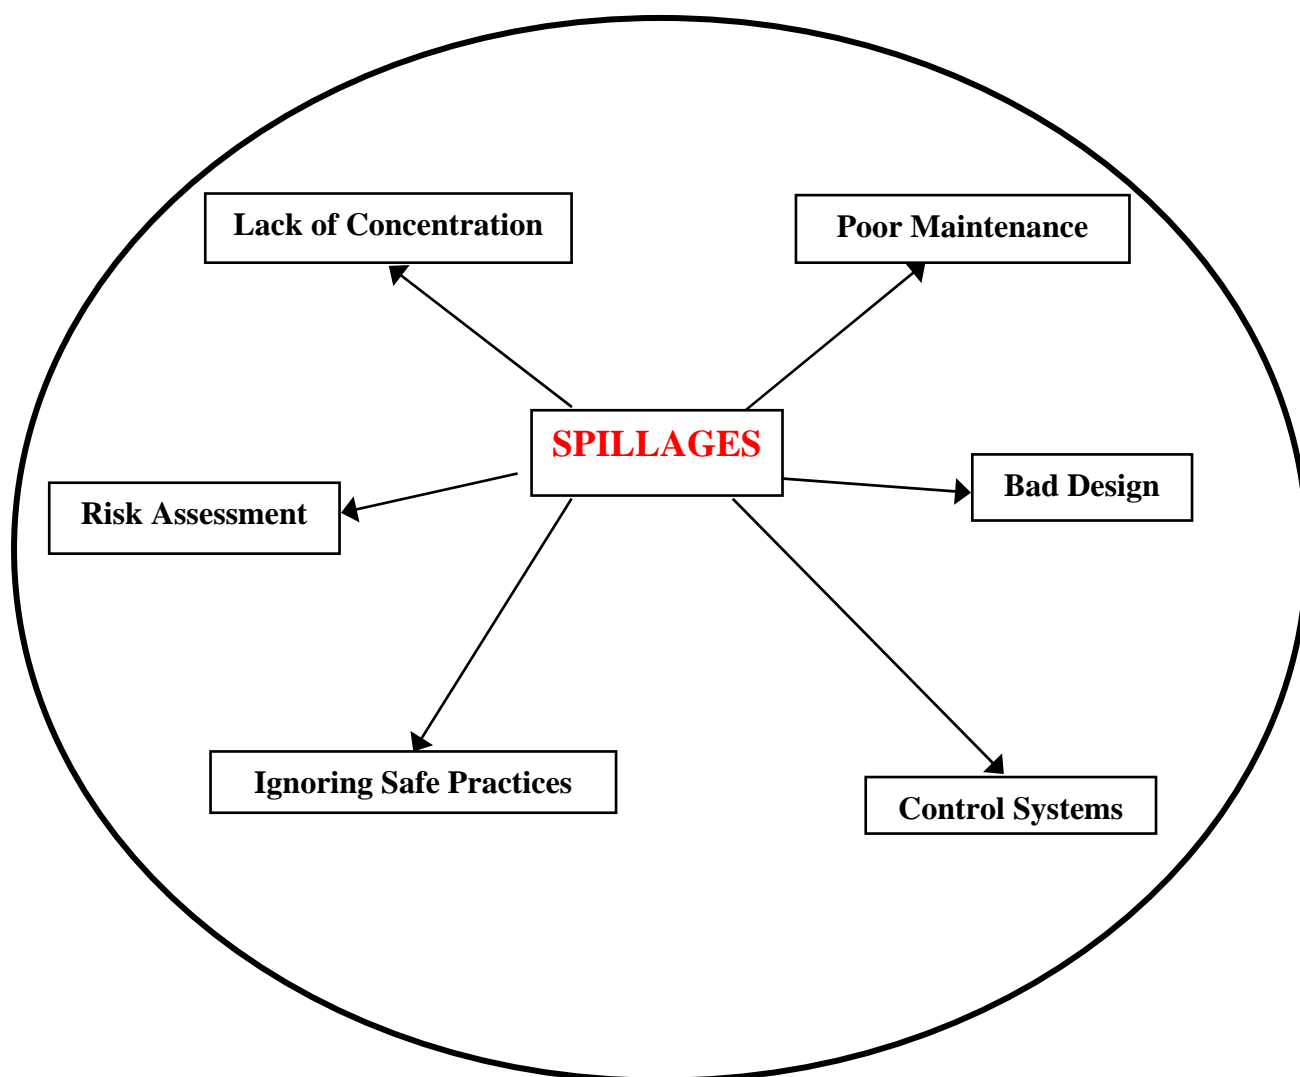 Lack of Concentration
Poor Maintenance
SPILLAGES
Bad Design
Risk Assessment
Ignoring Safe Practices
Control Systems